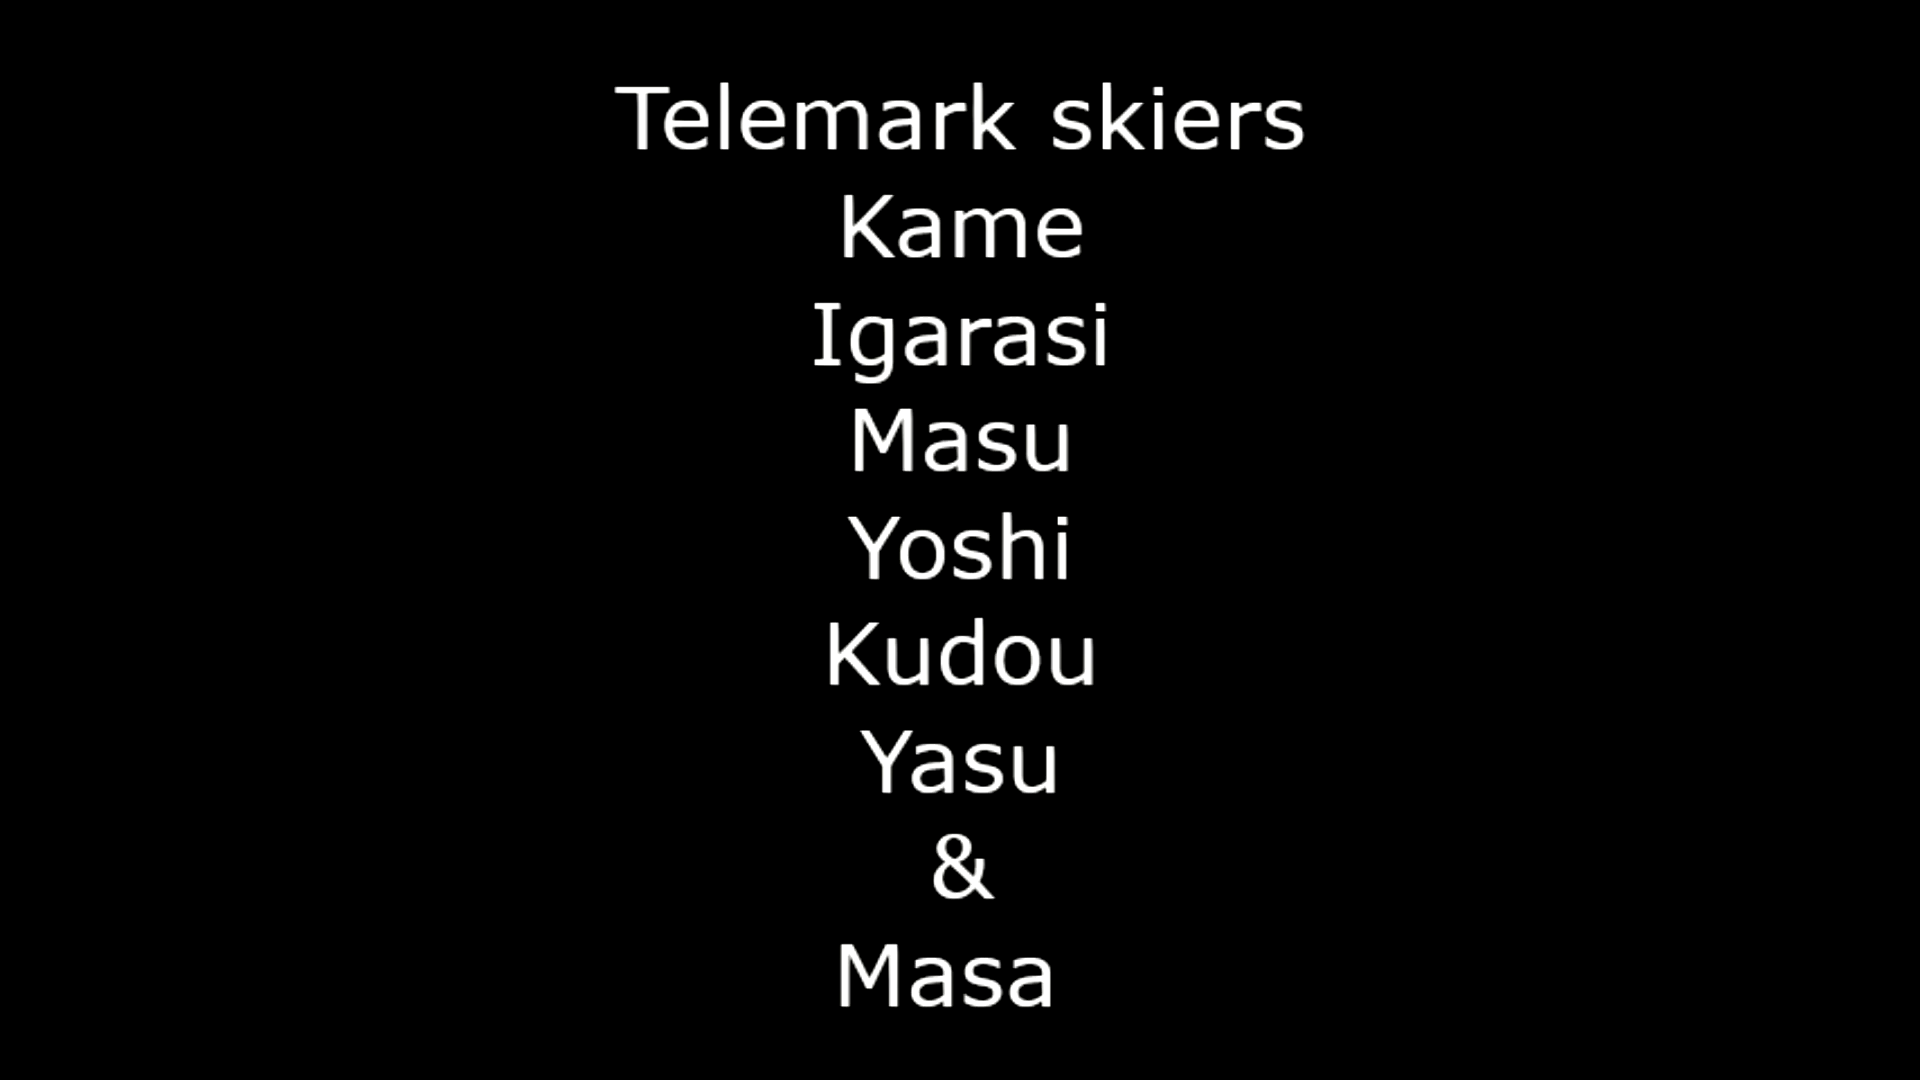 Telemark skiers
Kame
Igarasi
Masu
Yoshi
Kudou
Yasu
&
Masa